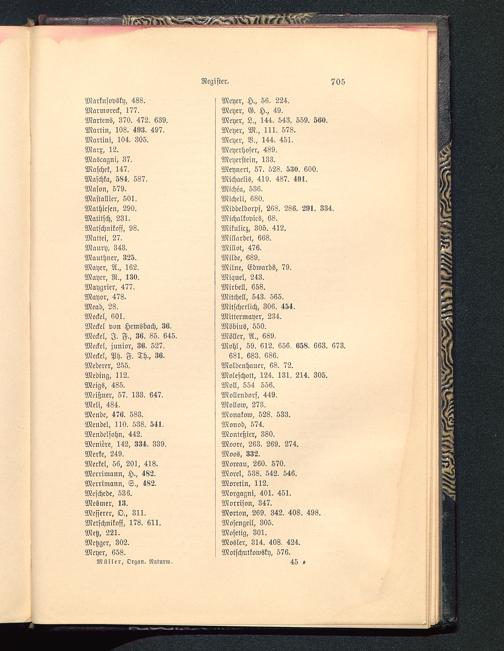 Register.
705
Markusovsky, 488.
Marmoreck, 177.
Martens, 370. 472. 639.
Martin, 108. 493. 497.
Martini, 104. 305.
Marx, 12.
Mascagni, 37.
Maschek, 147.
Maschka, 584. 587.
Mason, 579.
Mastallier, 501.
Mathiesen, 290.
Matitsch, 231.
Matschnikoff, 98.
Mattei, 27.
Maury, 343.
Mauthner, 325.
Mayer, A., 162.
Mayer, R., 130.
Maygrier, 477.
Mayor, 478.
Mead, 28.
Meckel, 601.
Meckel von Hemsbach, 36.
Meckel, J. F., 36. 85. 645.
Meckel, junior, 36. 527.
Meckel, Ph. F. Th., 36.
Mederer, 255.
Meding, 112.
Meigs, 485.
Meißner, 57. 133. 647.
Meli, 484.
Mende, 476. 583.
Mendel, 110. 538. 541.
Mendelsohn, 442.
Menière, 142, 334. 339.
Merke, 249.
Merkel, 56, 201, 418.
Merrimann, H., 482.
Merrimann, S., 482.
Meschede, 536.
Mesmer, 13.
Messerer, O., 311.
Metschnikoff, 178. 611.
Metz, 221.
Metzger, 302.
Meyer, 658.
Meyer, H., 56. 224.
Meyer, G. H., 49.
Meyer, L., 144. 543. 559. 560.
Meyer, M., 111. 578.
Meyer, V., 144. 451.
Meyerhofer, 489.
Meyerstein, 133.
Meynert, 57. 528. 530. 600.
Michaelis, 419. 487. 491.
Michéa, 536.
Micheli, 680.
Middeldorpf, 268. 286. 291. 334.
Michalkovics, 68.
Mikulicz, 305. 412.
Millardet, 668.
Millot, 476.
Milde, 689.
Milne, Edwards, 79.
Miquel, 243.
Mirbell, 658.
Mitchell, 543. 565.
Mitscherlich, 306. 454.
Mittermayer, 234.
Möbius, 550.
Möller, A., 689.
Mohl, 59. 612. 656. 658. 663. 673.
681. 683. 686.
Moldenhauer, 68. 72.
Moleschott, 124. 131. 214. 305.
Moll, 554 556.
Mollendorf, 449.
Mollow, 273.
Monakow, 528. 533.
Monod, 574.
Montessier, 380.
Moore, 263. 269. 274.
Moos, 332.
Moreau, 260. 570.
Morel, 538. 542. 546.
Moretin, 112.
Morgagni, 401. 451.
Morrison, 347.
Morton, 269. 342. 408. 498.
Mosengeil, 305.
Mosetig, 301.
Mosler, 314. 408. 424.
Motschutkowsky, 576.
Müller, Organ. Naturw.
45